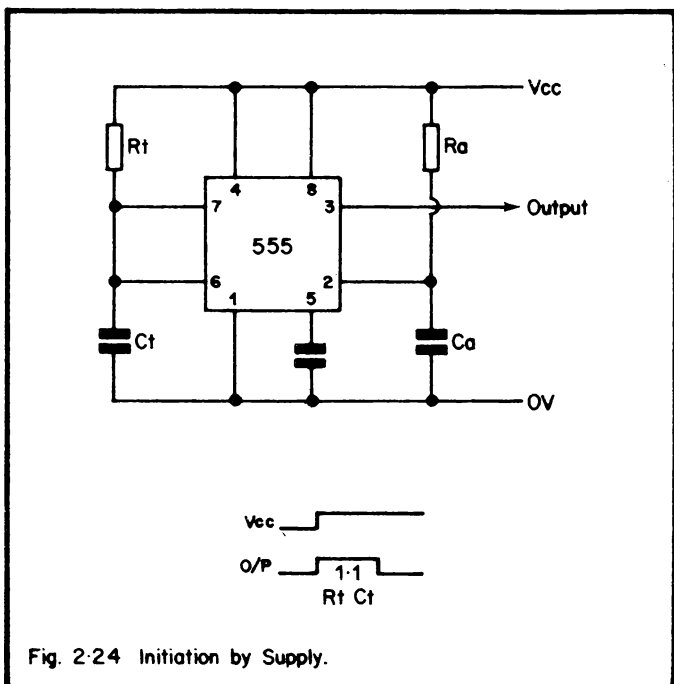 Vcc
Rt
Ra
4 8
7 3
Output
555
6 2
1 5
Ct
Ca
OV
Vcc
O/P 1·1
Rt Ct
Fig. 2·24 Initiation by Supply.